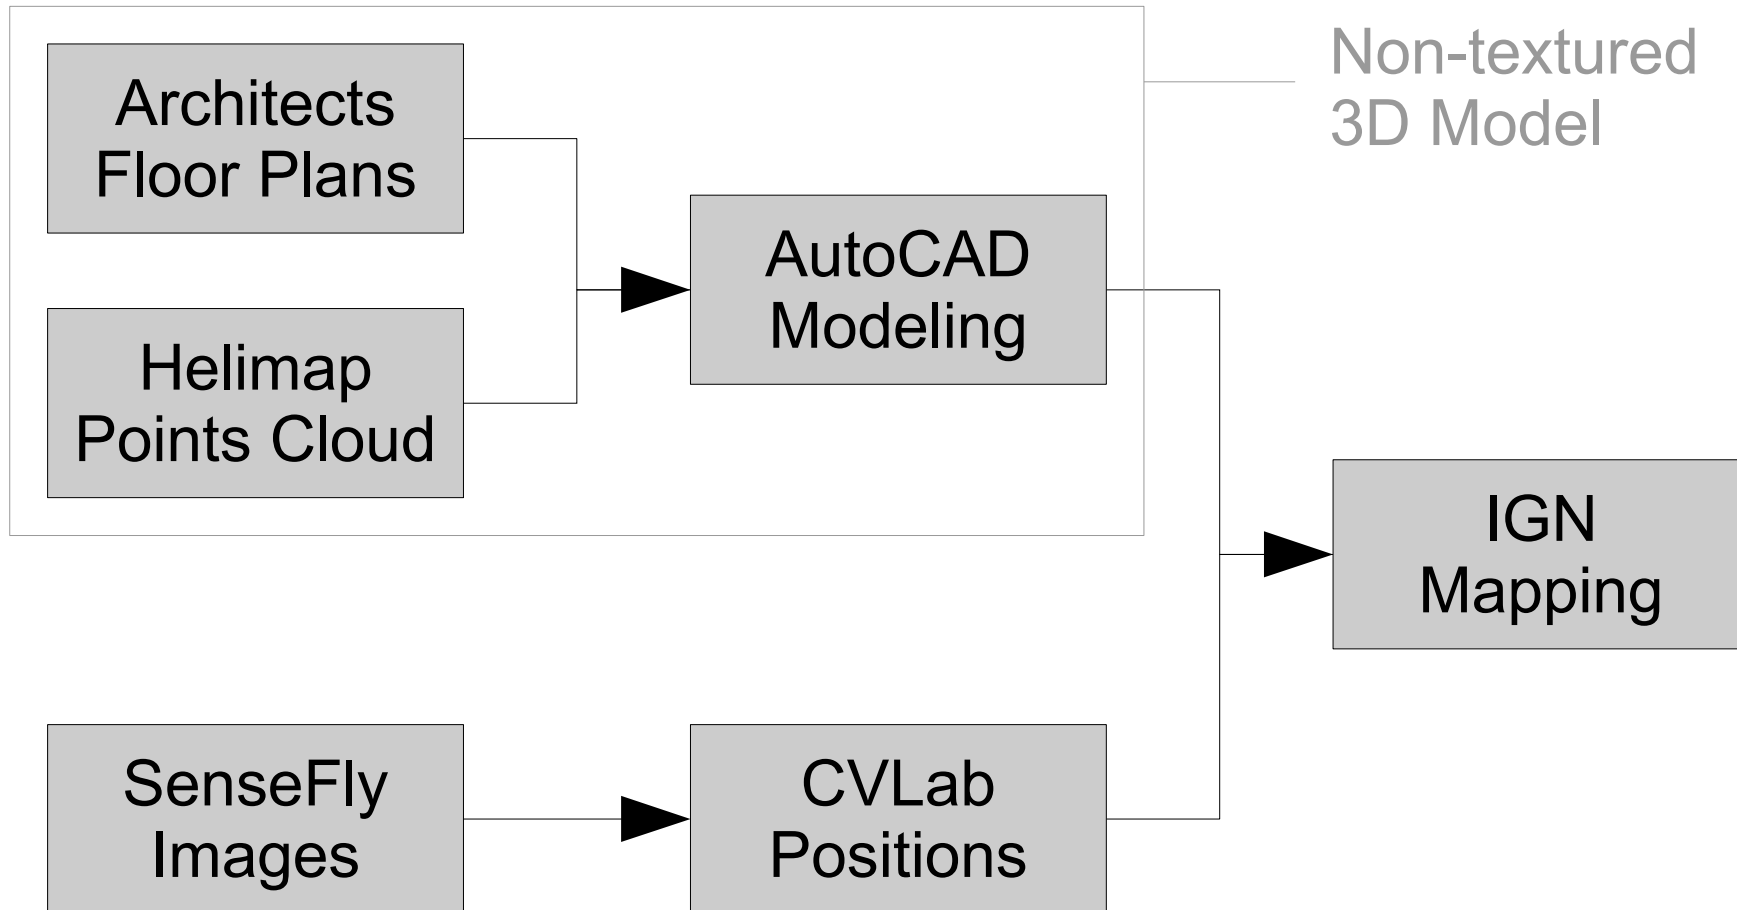 Architects
Floor Plans
Non-textured
3D Model
AutoCAD
Modeling
Helimap
Points Cloud
IGN
Mapping
SenseFly
Images
CVLab
Positions